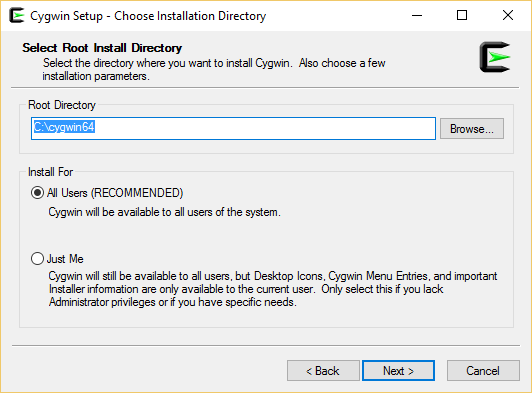 Cygwin Setup - Choose Installation Directory
Select Root Install Directory
Select the directory where you want to install Cygwin. Also choose a few
installation parameters.
Root Directory
C:\cygwin64
Browse...
Install For
All Users (RECOMMENDED)
Cygwin will be available to all users of the system.
Just Me
Cygwin will still be available to all users, but Desktop Icons, Cygwin Menu Entries, and important
Installer information are only available to the current user. Only select this if you lack
Administrator privileges or if you have specific needs.
< Back
Next >
Cancel